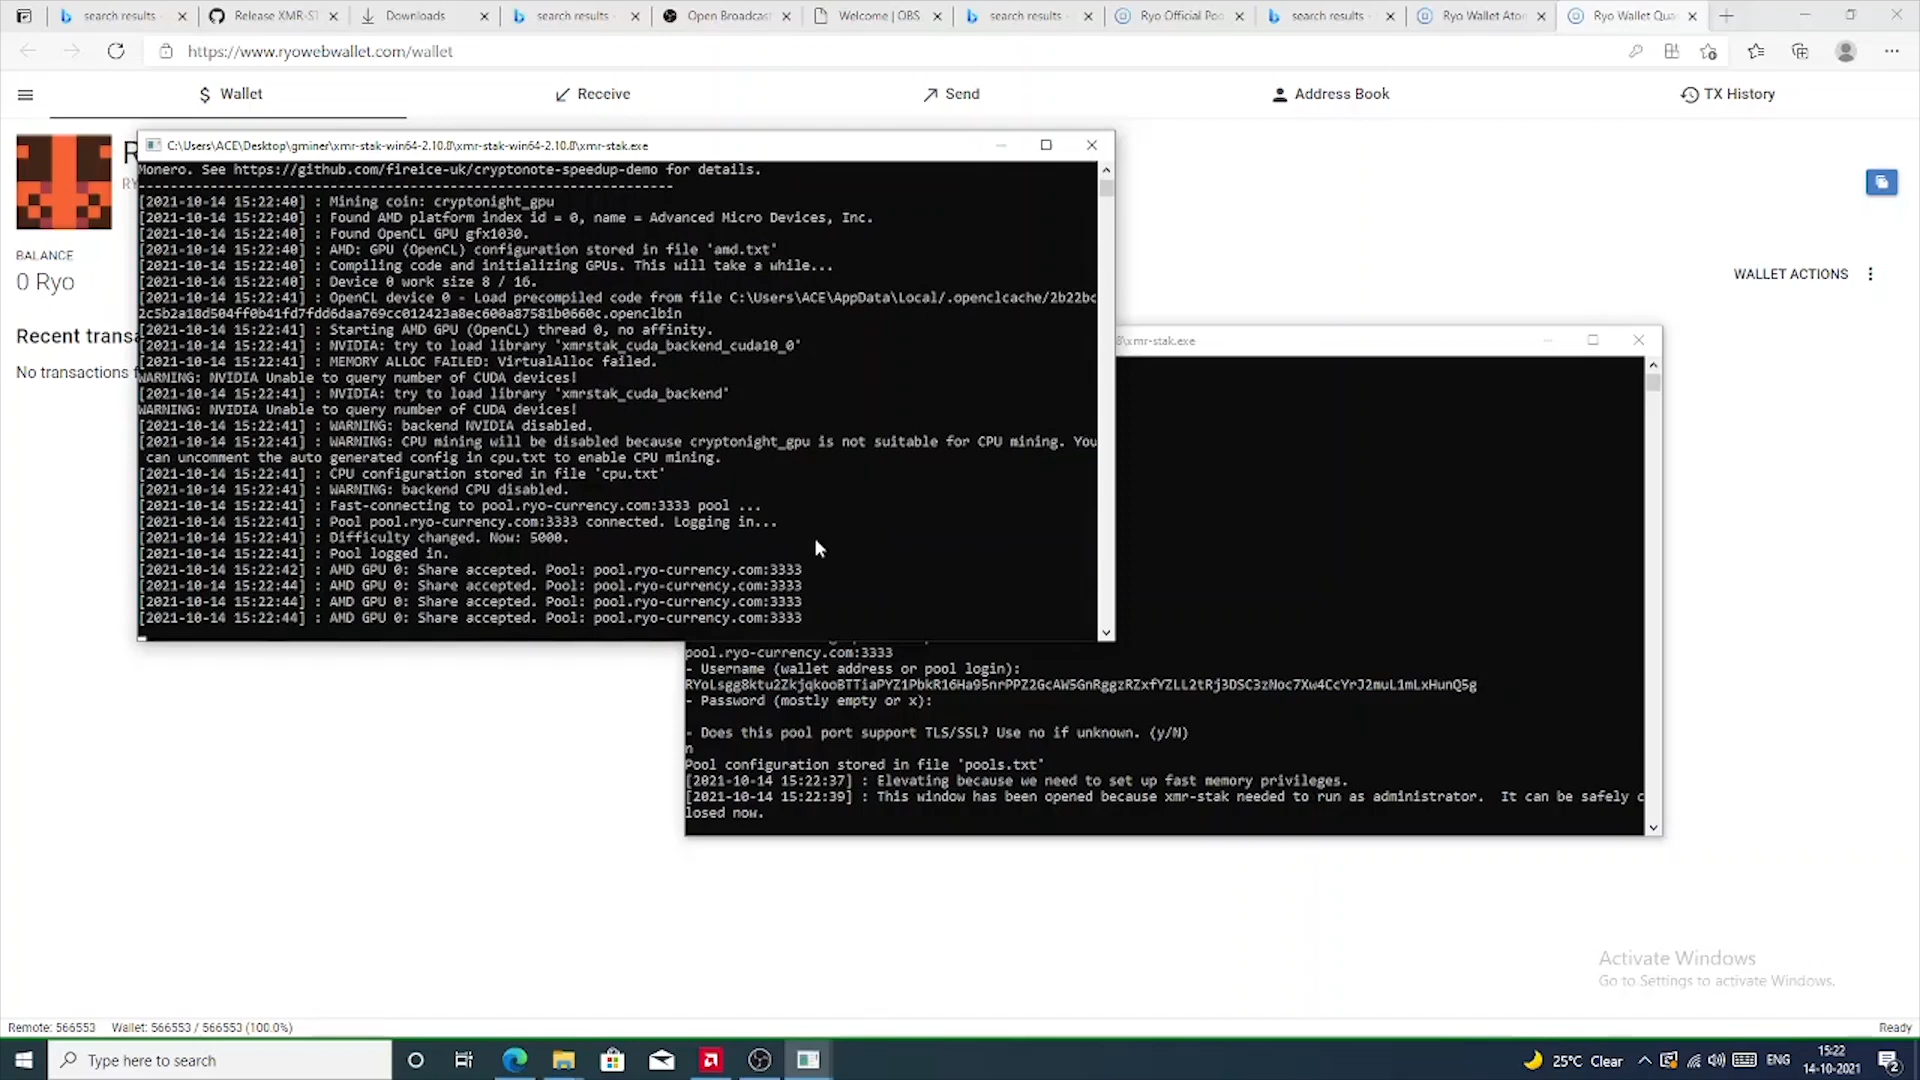 search results
Release XMR-ST
Downloads
search results
Open Broadcast
Welcome | OBS
search results
Ryo Official Poo
search results
Ryo Wallet Ato
Ryo Wallet Qua
https://www.ryowebwallet.com/wallet
Wallet
Receive
Send
Address Book
TX History
R
RY
BALANCE
0 Ryo
WALLET ACTIONS
Recent transa
No transactions f
C:\Users\ACE\Desktop\gminer\xmr-stak-win64-2.10.8\xmr-stak-win64-2.10.8\xmr-stak.exe
Monero. See https://github.com/fireice-uk/cryptonote-speedup-demo for details.
-------------------------------------------------------------------
[2021-10-14 15:22:40] : Mining coin: cryptonight_gpu
[2021-10-14 15:22:40] : Found AMD platform index id = 0, name = Advanced Micro Devices, Inc.
[2021-10-14 15:22:40] : Found OpenCL GPU gfx1030.
[2021-10-14 15:22:40] : AMD: GPU (OpenCL) configuration stored in file 'amd.txt'
[2021-10-14 15:22:40] : Compiling code and initializing GPUs. This will take a while...
[2021-10-14 15:22:40] : Device 0 work size 8 / 16.
[2021-10-14 15:22:41] : OpenCL device 0 - Load precompiled code from file C:\Users\ACE\AppData\Local/.openclcache/2b22bc
2c5b2a18d504ff0b41fd7fdd6daa769cc012423a8ec600a87581b0660c.openclbin
[2021-10-14 15:22:41] : Starting AMD GPU (OpenCL) thread 0, no affinity.
[2021-10-14 15:22:41] : NVIDIA: try to load library 'xmrstak_cuda_backend_cuda10_0'
[2021-10-14 15:22:41] : MEMORY ALLOC FAILED: VirtualAlloc failed.
WARNING: NVIDIA Unable to query number of CUDA devices!
[2021-10-14 15:22:41] : NVIDIA: try to load library 'xmrstak_cuda_backend'
WARNING: NVIDIA Unable to query number of CUDA devices!
[2021-10-14 15:22:41] : WARNING: backend NVIDIA disabled.
[2021-10-14 15:22:41] : WARNING: CPU mining will be disabled because cryptonight_gpu is not suitable for CPU mining. You
can uncomment the auto generated config in cpu.txt to enable CPU mining.
[2021-10-14 15:22:41] : CPU configuration stored in file 'cpu.txt'
[2021-10-14 15:22:41] : WARNING: backend CPU disabled.
[2021-10-14 15:22:41] : Fast-connecting to pool.ryo-currency.com:3333 pool ...
[2021-10-14 15:22:41] : Pool pool.ryo-currency.com:3333 connected. Logging in...
[2021-10-14 15:22:41] : Difficulty changed. Now: 5000.
[2021-10-14 15:22:41] : Pool logged in.
[2021-10-14 15:22:42] : AMD GPU 0: Share accepted. Pool: pool.ryo-currency.com:3333
[2021-10-14 15:22:44] : AMD GPU 0: Share accepted. Pool: pool.ryo-currency.com:3333
[2021-10-14 15:22:44] : AMD GPU 0: Share accepted. Pool: pool.ryo-currency.com:3333
[2021-10-14 15:22:44] : AMD GPU 0: Share accepted. Pool: pool.ryo-currency.com:3333
8\xmr-stak.exe
pool.ryo-currency.com:3333
- Username (wallet address or pool login):
RYoLsgg8ktu2ZkjqkooBTTiaPYZ1PbkR16Ha95nrPPZ2GcAW5GnRggzRZxfYZLL2tRj3DSC3zNoc7Xw4CcYrJ2muL1mLxHunQ5g
- Password (mostly empty or x):
- Does this pool port support TLS/SSL? Use no if unknown. (y/N)
n
Pool configuration stored in file 'pools.txt'
[2021-10-14 15:22:37] : Elevating because we need to set up fast memory privileges.
[2021-10-14 15:22:39] : This window has been opened because xmr-stak needed to run as administrator.  It can be safely c
losed now.
Activate Windows
Go to Settings to activate Windows.
Remote: 566553 Wallet: 566553 / 566553 (100.0%)
Ready
Type here to search
25°C Clear
ENG
15:22
14-10-2021
2